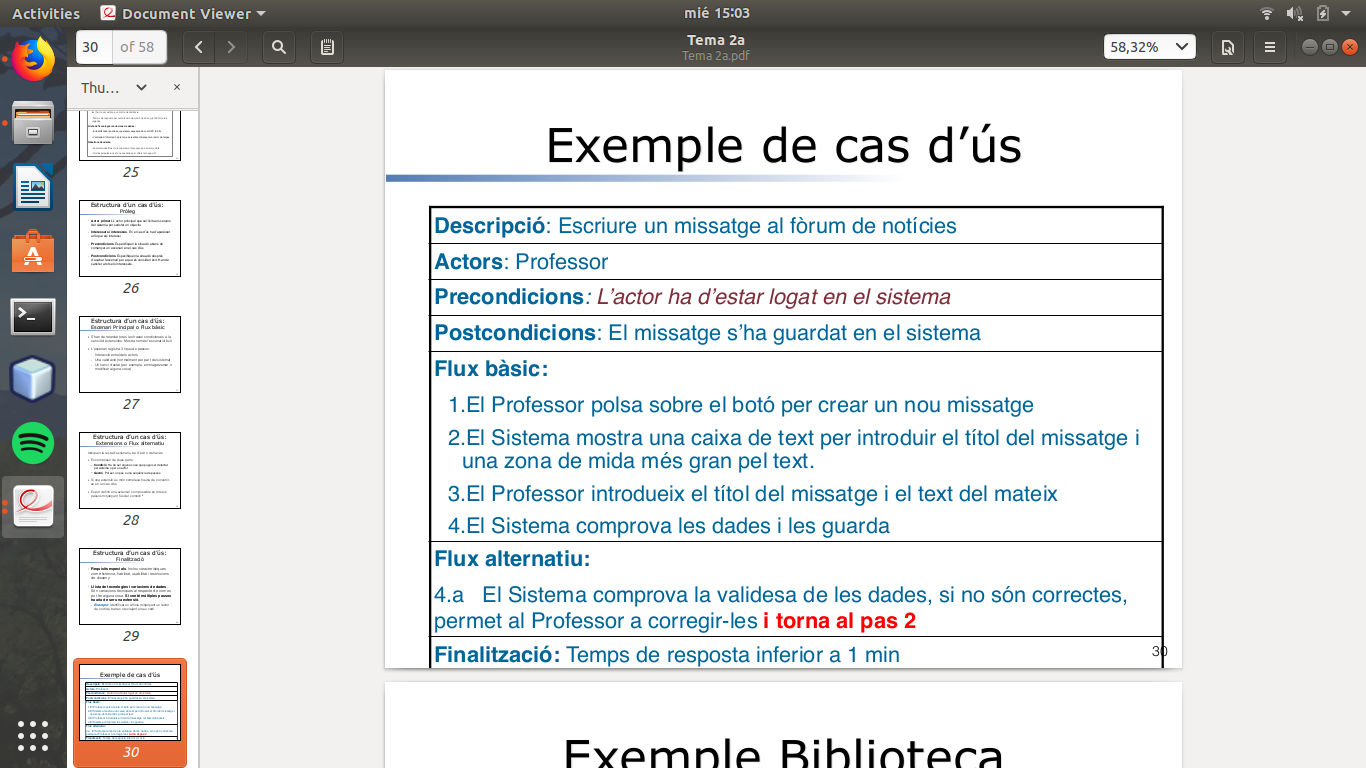 Activities
Document Viewer
mié 15:03
30 of 58
Tema 2a
Tema 2a.pdf
58,32%
Thu...
25
Estructura d'un cas d'ús:
Pròleg
26
Estructura d'un cas d'ús:
Escenari Principal o Flux bàsic
27
Estructura d'un cas d'ús:
Extensions o Flux alternatiu
28
Estructura d'un cas d'ús:
Finalització
29
Exemple de cas d'ús
30
Exemple de cas d'ús
Descripció: Escriure un missatge al fòrum de notícies
Actors: Professor
Precondicions: L'actor ha d'estar logat en el sistema
Postcondicions: El missatge s'ha guardat en el sistema
Flux bàsic:
1.El Professor polsa sobre el botó per crear un nou missatge
2.El Sistema mostra una caixa de text per introduir el títol del missatge i
una zona de mida més gran pel text.
3.El Professor introdueix el títol del missatge i el text del mateix
4.El Sistema comprova les dades i les guarda
Flux alternatiu:
4.a El Sistema comprova la validesa de les dades, si no són correctes,
permet al Professor a corregir-les i torna al pas 2
Finalització: Temps de resposta inferior a 1 min
30
Exemple Biblioteca